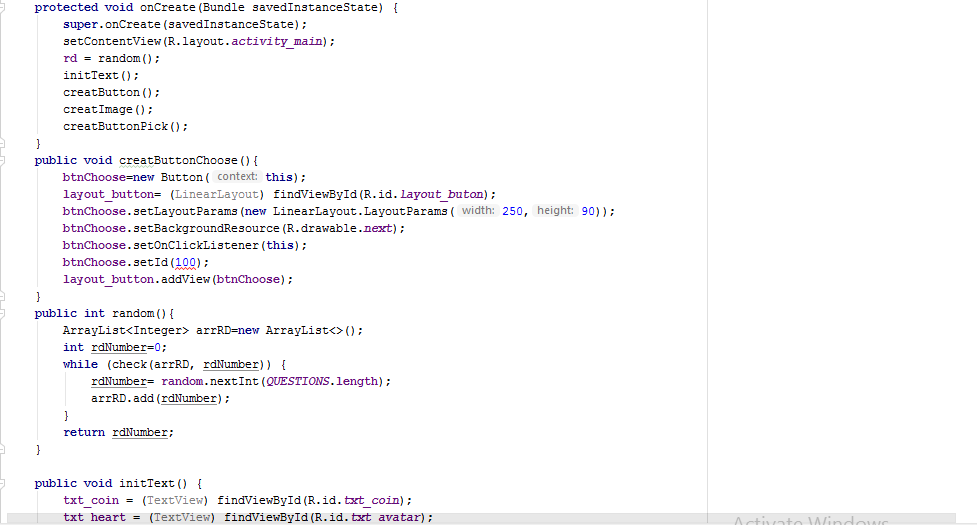 protected void onCreate(Bundle savedInstanceState) {
super.onCreate(savedInstanceState);
setContentView(R.layout.activity_main);
rd = random();
initText();
creatButton();
creatImage();
creatButtonPick();
}
public void creatButtonChoose(){
btnChoose=new Button( context: this);
layout_button= (LinearLayout) findViewById(R.id.layout_buton);
btnChoose.setLayoutParams(new LinearLayout.LayoutParams( width: 250, height: 90));
btnChoose.setBackgroundResource(R.drawable.next);
btnChoose.setOnClickListener(this);
btnChoose.setId(100);
layout_button.addView(btnChoose);
}
public int random(){
ArrayList<Integer> arrRD=new ArrayList<>();
int rdNumber=0;
while (check(arrRD, rdNumber)) {
rdNumber= random.nextInt(QUESTIONS.length);
arrRD.add(rdNumber);
}
return rdNumber;
}
public void initText() {
txt_coin = (TextView) findViewById(R.id.txt_coin);
txt_heart = (TextView) findViewById(R.id.txt_avatar);
Activate Windows